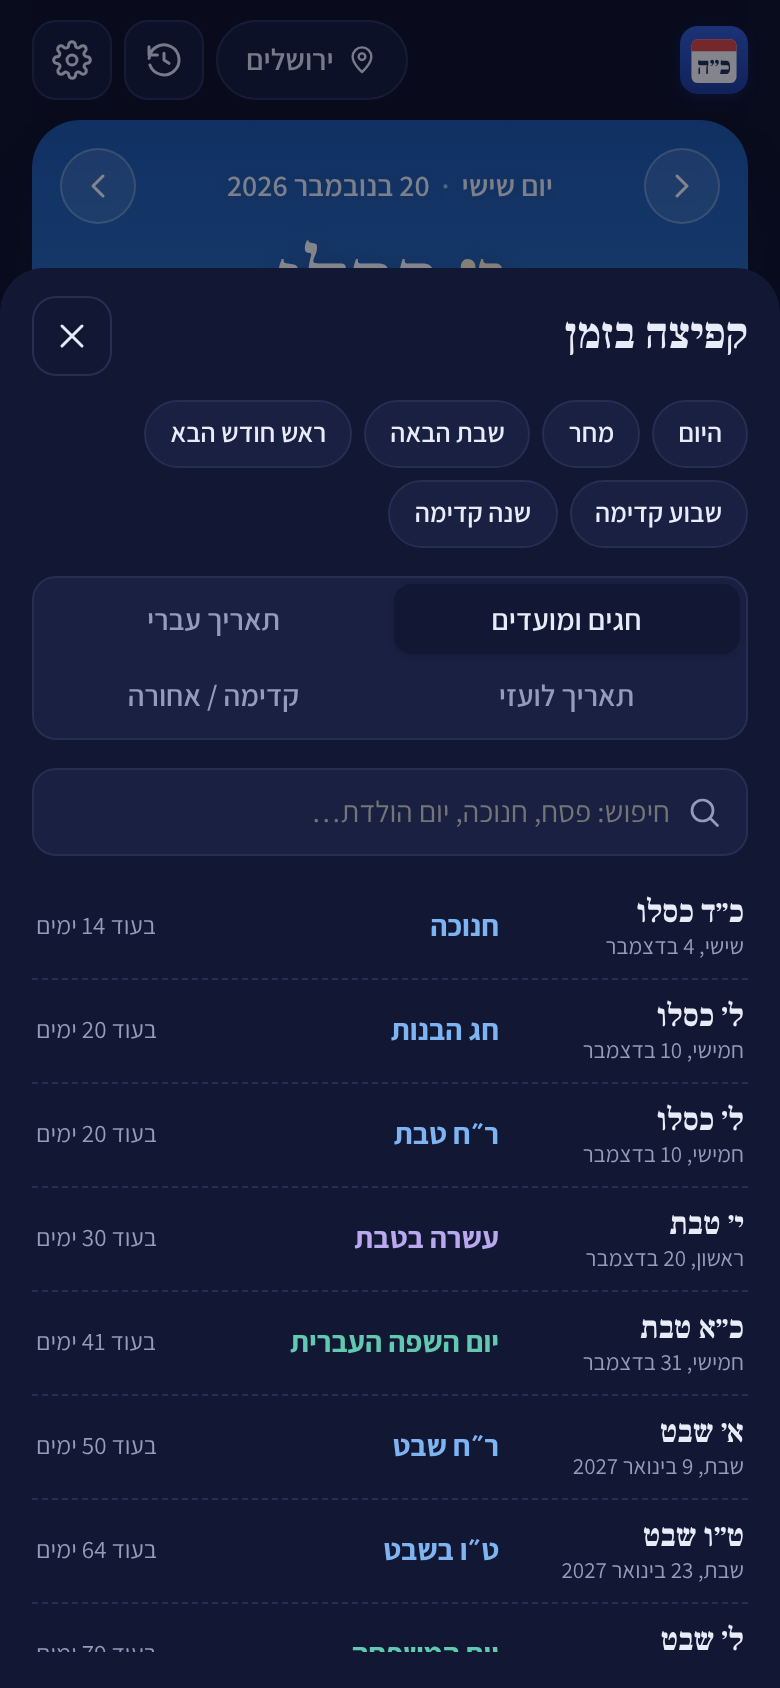 ירושלים
כ״ה
יום שישי · 20 בנובמבר 2026
קפיצה בזמן
היום
מחר
שבת הבאה
ראש חודש הבא
שבוע קדימה
שנה קדימה
חגים ומועדים
תאריך עברי
תאריך לועזי
קדימה / אחורה
חיפוש: פסח, חנוכה, יום הולדת...
כ״ד כסלו
שישי, 4 בדצמבר
חנוכה
בעוד 14 ימים
ל׳ כסלו
חמישי, 10 בדצמבר
חג הבנות
בעוד 20 ימים
ל׳ כסלו
חמישי, 10 בדצמבר
ר״ח טבת
בעוד 20 ימים
י׳ טבת
ראשון, 20 בדצמבר
עשרה בטבת
בעוד 30 ימים
כ״א טבת
חמישי, 31 בדצמבר
יום השפה העברית
בעוד 41 ימים
א׳ שבט
שבת, 9 בינואר 2027
ר״ח שבט
בעוד 50 ימים
ט״ו שבט
שבת, 23 בינואר 2027
ט״ו בשבט
בעוד 64 ימים
ל׳ שבט
יום המשפחה
בעוד 79 ימים